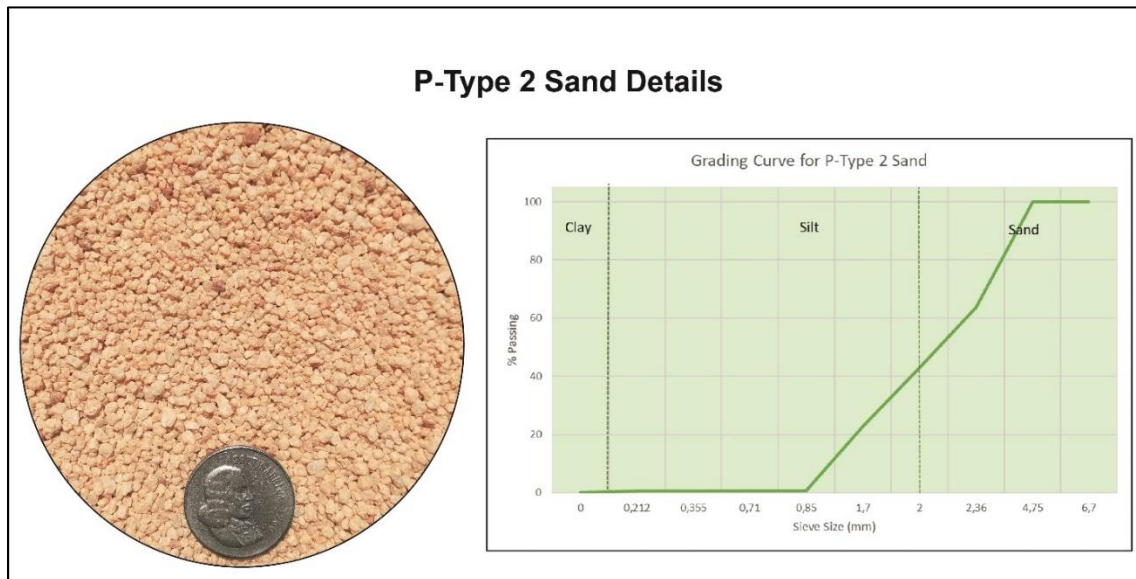 P-Type 2 Sand Details
Grading Curve for P-Type 2 Sand
% Passing
100
80
60
40
20
0
Clay
Silt
Sand
0 0,212 0,355 0,71 0,85 1,7 2 2,36 4,75 6,7
Sieve Size (mm)